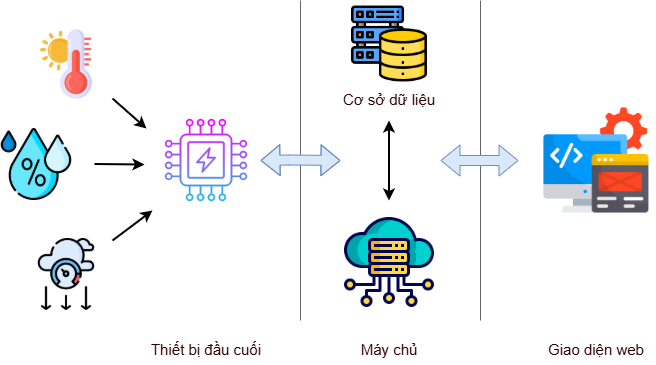 Cơ sở dữ liệu
%
</>
Thiết bị đầu cuối
Máy chủ
Giao diện web